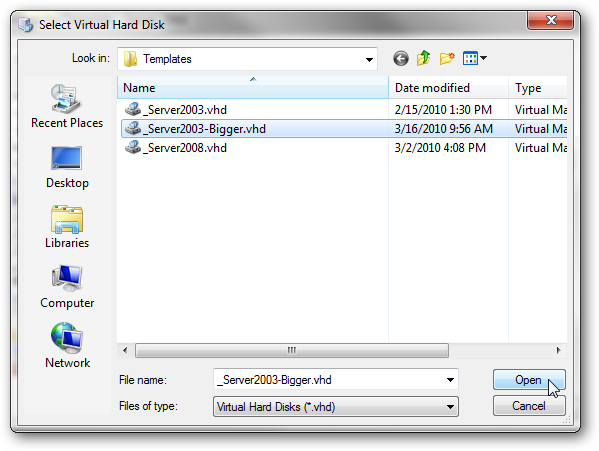 Select Virtual Hard Disk
Look in: Templates
Name Date modified Type
_Server2003.vhd 2/15/2010 1:30 PM Virtual Ma
_Server2003-Bigger.vhd 3/16/2010 9:56 AM Virtual Ma
_Server2008.vhd 3/2/2010 4:08 PM Virtual Ma
Recent Places
Desktop
Libraries
Computer
Network
File name: _Server2003-Bigger.vhd Open
Files of type: Virtual Hard Disks (*.vhd) Cancel